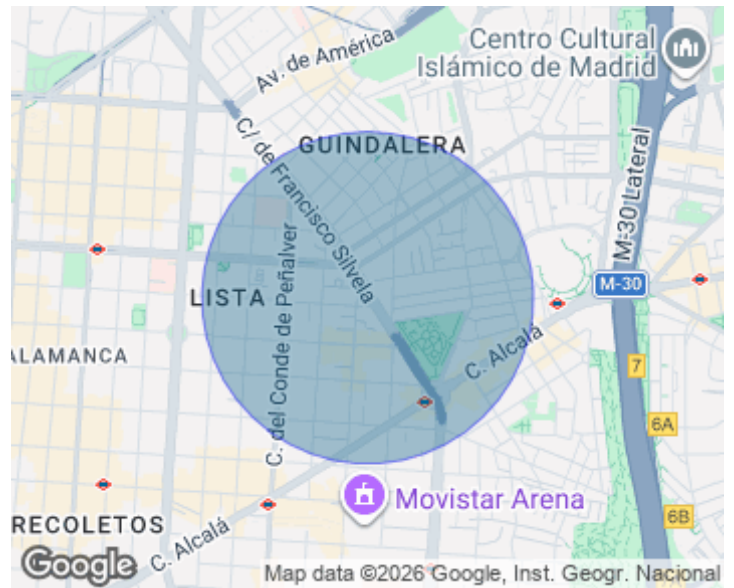 Av. de América
Centro Cultural
Islámico de Madrid
C/ de Francisco Silvela
GUINDALERA
M-30 Lateral
C. del Conde de Peñalver
LISTA
M-30
ALAMANCA
C. Alcalá
7
6A
Movistar Arena
6B
RECOLETOS
C. Alcalá
Google
Map data ©2026 Google, Inst. Geogr. Nacional